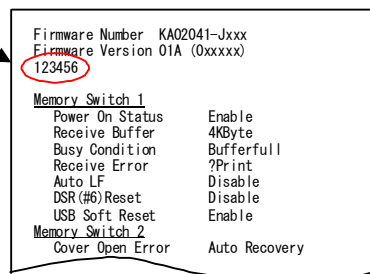 Firmware Number KA02041-Jxxx
Firmware Version 01A (0xxxxx)
123456
Memory Switch 1
Power On Status Enable
Receive Buffer 4KByte
Busy Condition Bufferfull
Receive Error ?Print
Auto LF Disable
DSR(#6)Reset Disable
USB Soft Reset Enable
Memory Switch 2
Cover Open Error Auto Recovery